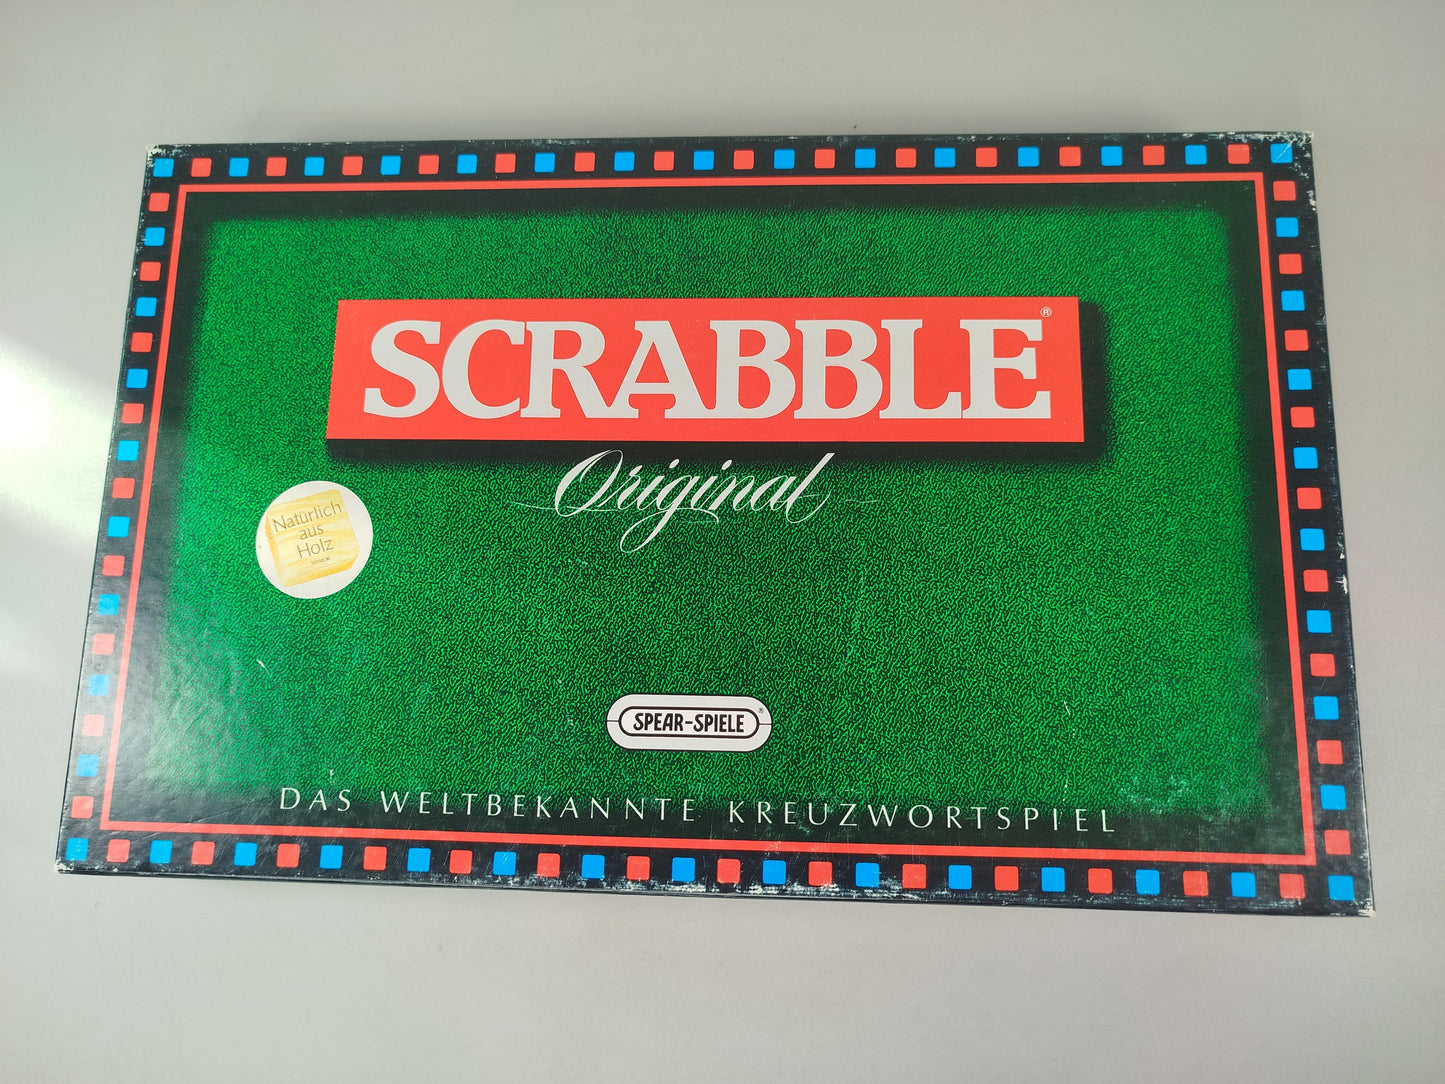 SCRABBLE®
Original
Natürlich
aus
Holz
SPEAR-SPIELE®
DAS WELTBEKANNTE KREUZWORTSPIEL